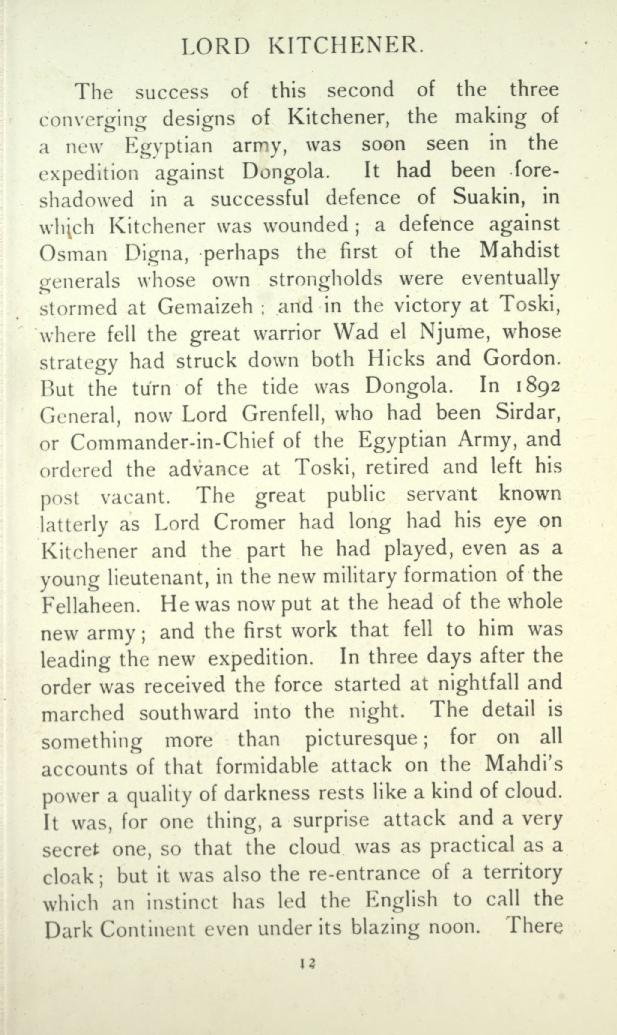 LORD KITCHENER.
The success of this second of the three
converging designs of Kitchener, the making of
a new Egyptian army, was soon seen in the
expedition against Dongola. It had been fore-
shadowed in a successful defence of Suakin, in
which Kitchener was wounded; a defence against
Osman Digna, perhaps the first of the Mahdist
generals whose own strongholds were eventually
stormed at Gemaizeh; and in the victory at Toski,
where fell the great warrior Wad el Njume, whose
strategy had struck down both Hicks and Gordon.
But the turn of the tide was Dongola. In 1892
General, now Lord Grenfell, who had been Sirdar,
or Commander-in-Chief of the Egyptian Army, and
ordered the advance at Toski, retired and left his
post vacant. The great public servant known
latterly as Lord Cromer had long had his eye on
Kitchener and the part he had played, even as a
young lieutenant, in the new military formation of the
Fellaheen. He was now put at the head of the whole
new army; and the first work that fell to him was
leading the new expedition. In three days after the
order was received the force started at nightfall and
marched southward into the night. The detail is
something more than picturesque; for on all
accounts of that formidable attack on the Mahdi's
power a quality of darkness rests like a kind of cloud.
It was, for one thing, a surprise attack and a very
secret one, so that the cloud was as practical as a
cloak; but it was also the re-entrance of a territory
which an instinct has led the English to call the
Dark Continent even under its blazing noon. There
12